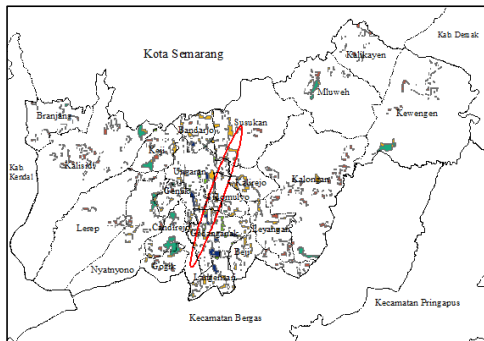 Kab. Demak
Kota Semarang
Kalikayen
Mluweh
Kewengen
Branjang
Susukan
Bandarjo
Kalisidi
Kab.
Kendal
Ungaran
Kalirejo
Kalongan
Genuk
Lerep
Candirejo
Leyangan
Beji
Nyatnyono
Gogik
Kecamatan Pringapus
Kecamatan Bergas